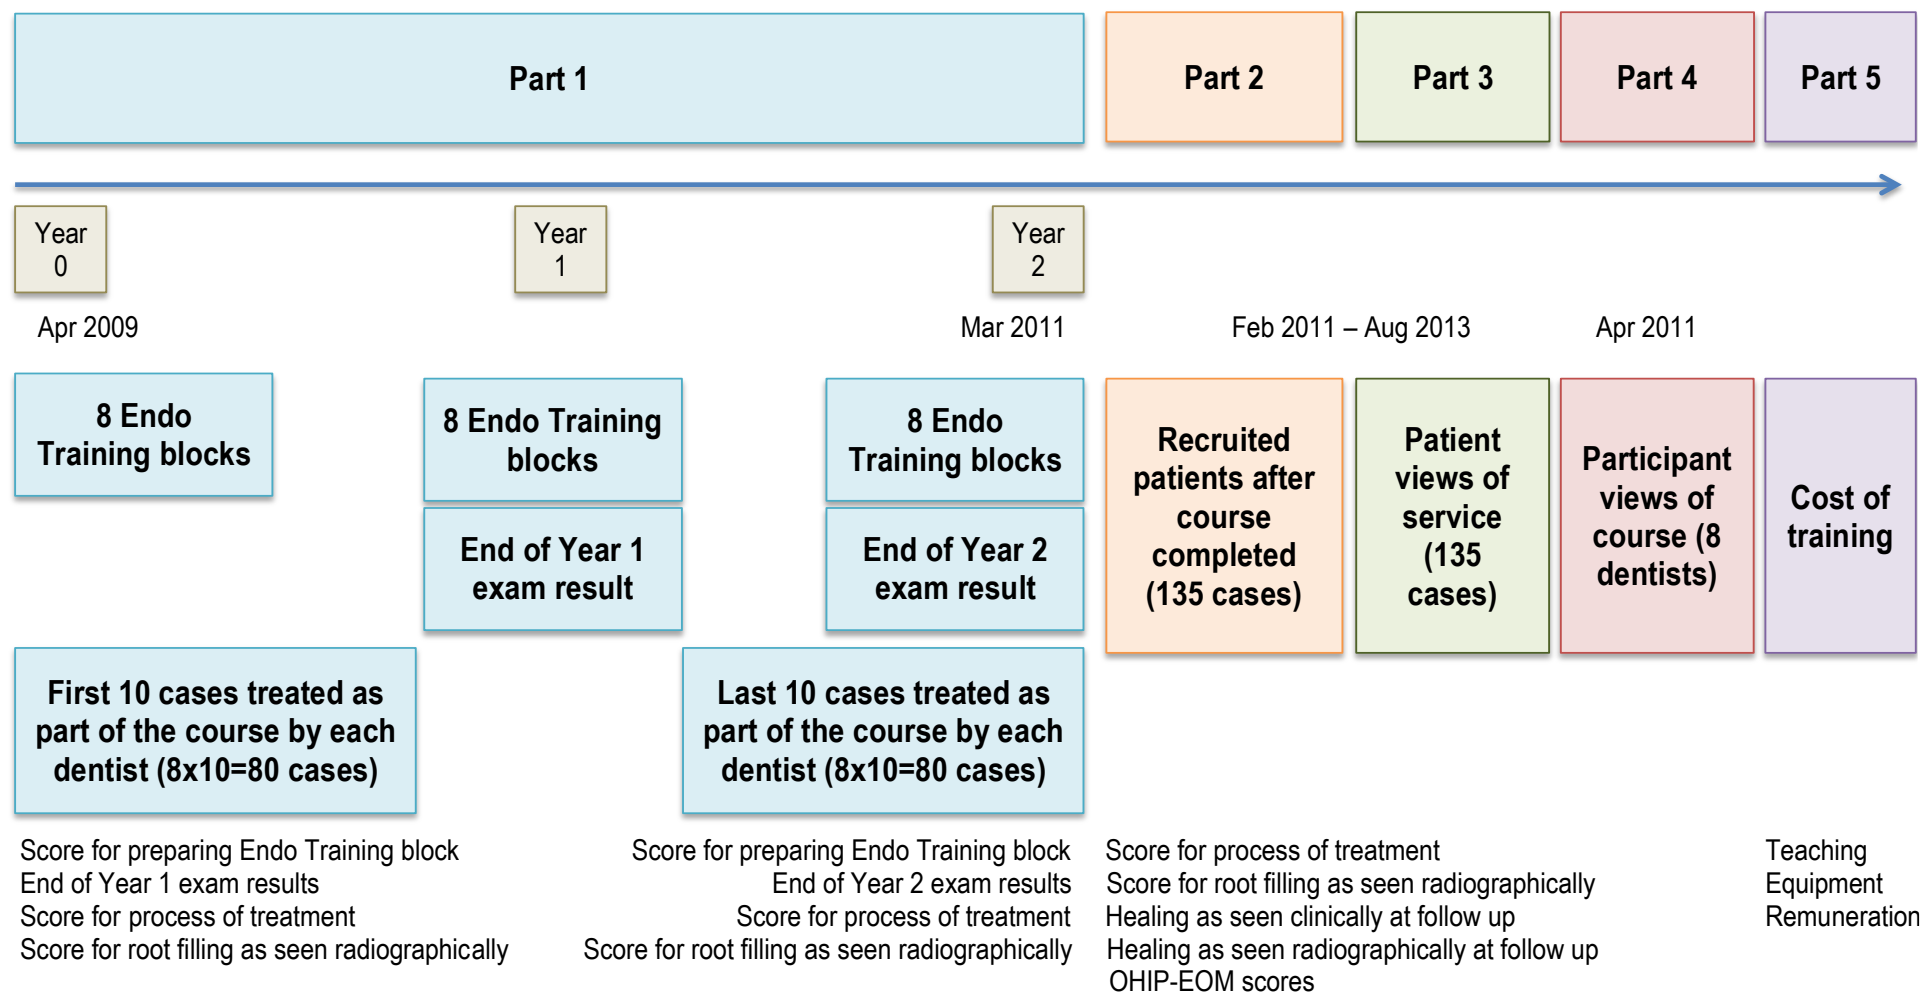 Part 1
Part 2
Part 3
Part 4
Part 5
Year
0
Year
1
Year
2
Apr 2009
Mar 2011
Feb 2011 – Aug 2013
Apr 2011
8 Endo
Training blocks
8 Endo Training
blocks
8 Endo
Training blocks
End of Year 1
exam result
End of Year 2
exam result
First 10 cases treated as
part of the course by each
dentist (8x10=80 cases)
Last 10 cases treated as
part of the course by each
dentist (8x10=80 cases)
Recruited
patients after
course
completed
(135 cases)
Patient
views of
service
(135
cases)
Participant
views of
course (8
dentists)
Cost of
training
Score for preparing Endo Training block
End of Year 1 exam results
Score for process of treatment
Score for root filling as seen radiographically
Score for preparing Endo Training block
End of Year 2 exam results
Score for process of treatment
Score for root filling as seen radiographically
Score for process of treatment
Score for root filling as seen radiographically
Healing as seen clinically at follow up
Healing as seen radiographically at follow up
OHIP-EOM scores
Teaching
Equipment
Remuneration